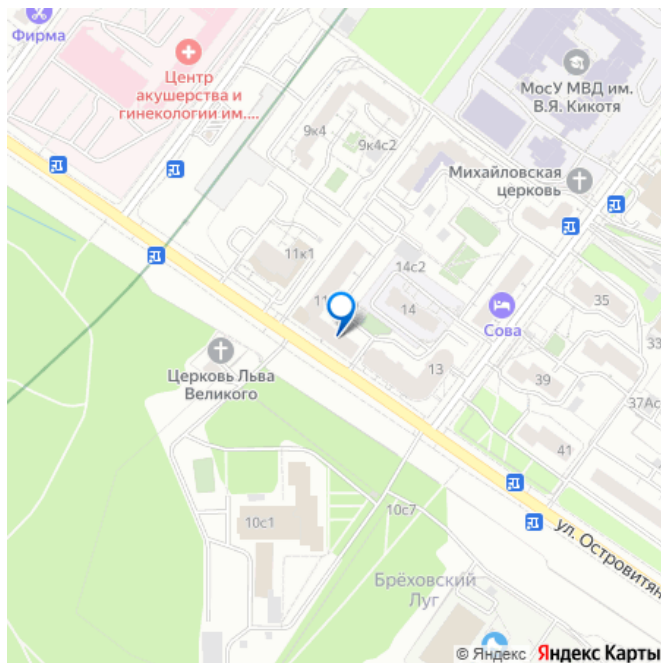 Фирма
Центр
акушерства и
гинекологии им....
9к4
9к4с2
МосУ МВД им.
В.Я. Кикотя
Михайловская
церковь
11к1
14с2
11
14
35
Сова
33
13
Церковь Льва
Великого
39
37Ас
41
10с1
10с7
ул. Островитян
Брёховский
Луг
© Яндекс Яндекс Карты